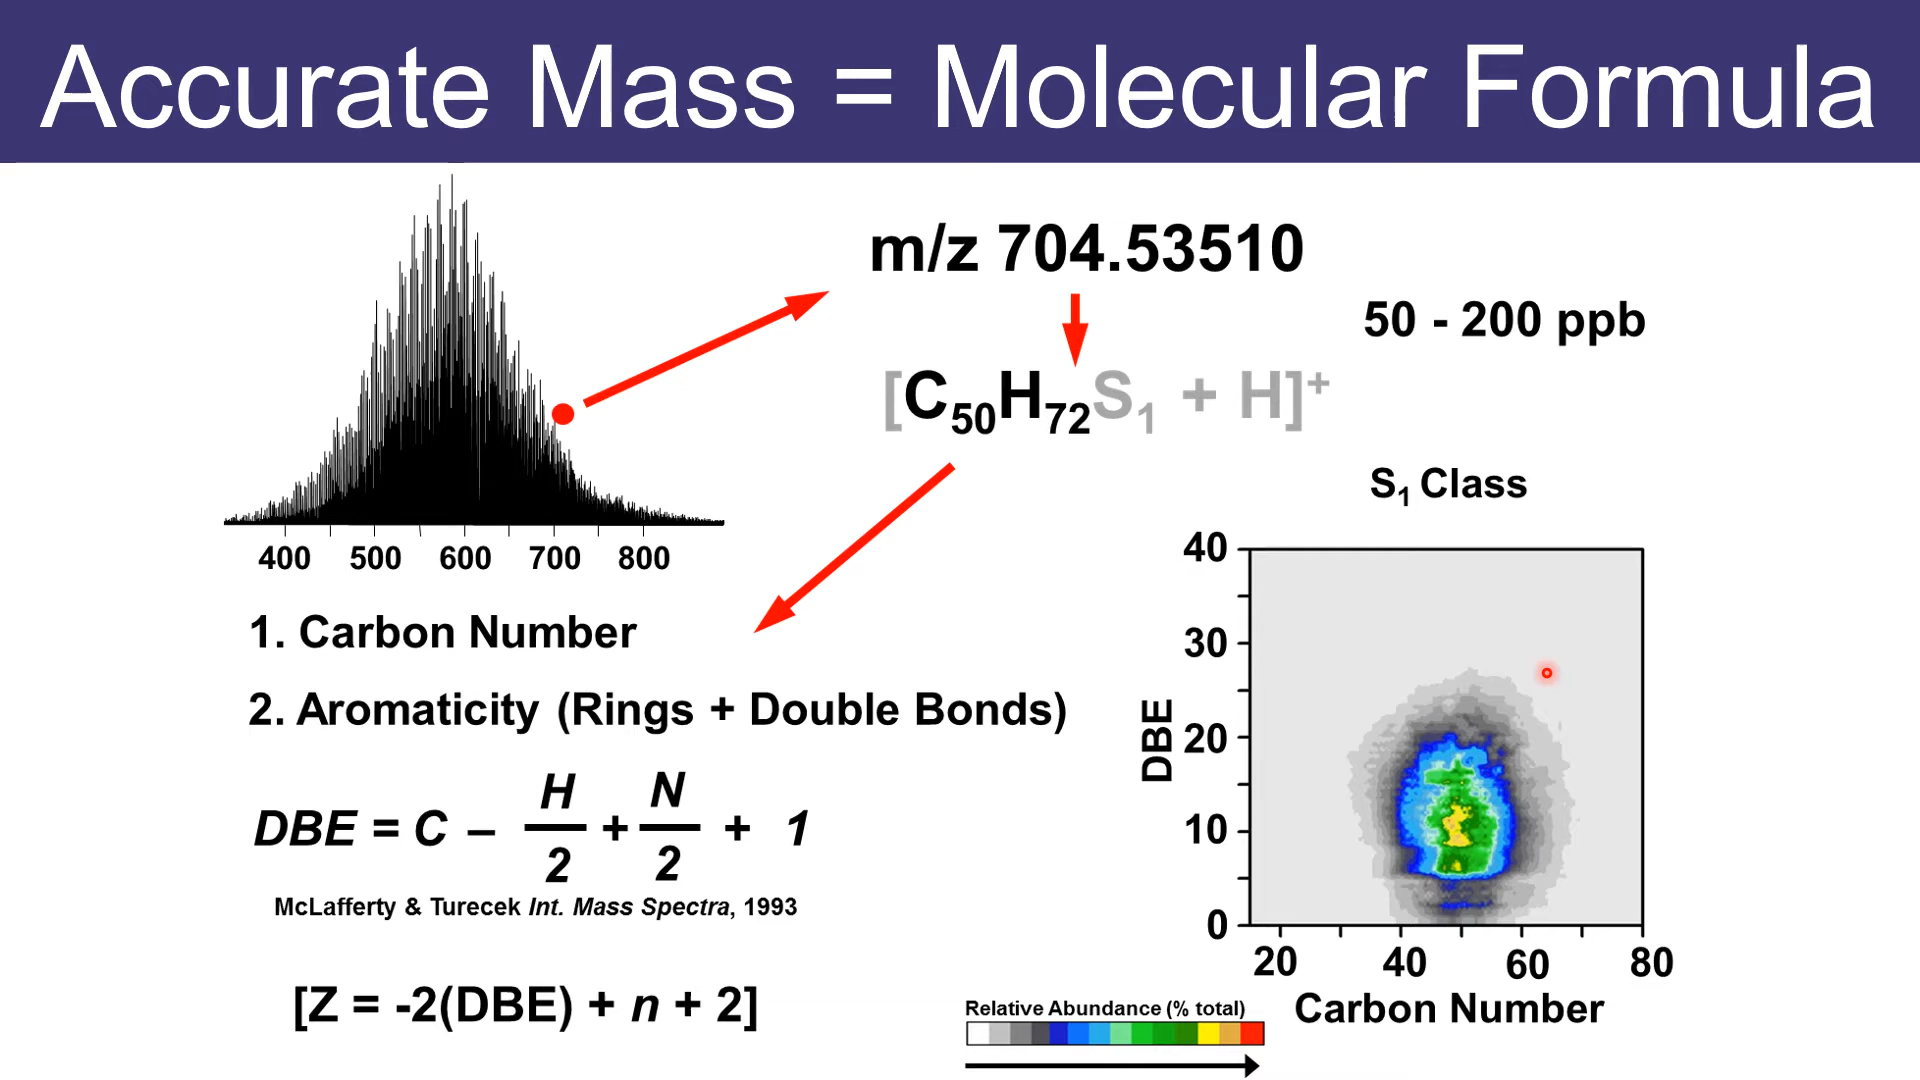 Accurate Mass = Molecular Formula
m/z 704.53510
50 - 200 ppb
[C₅₀H₇₂S₁ + H]⁺
400 500 600 700 800
1. Carbon Number
2. Aromaticity (Rings + Double Bonds)
DBE = C – H/2 + N/2 + 1
McLafferty & Turecek Int. Mass Spectra, 1993
[Z = -2(DBE) + n + 2]
S₁ Class
40
30
20
10
0
DBE
20 40 60 80
Carbon Number
Relative Abundance (% total)